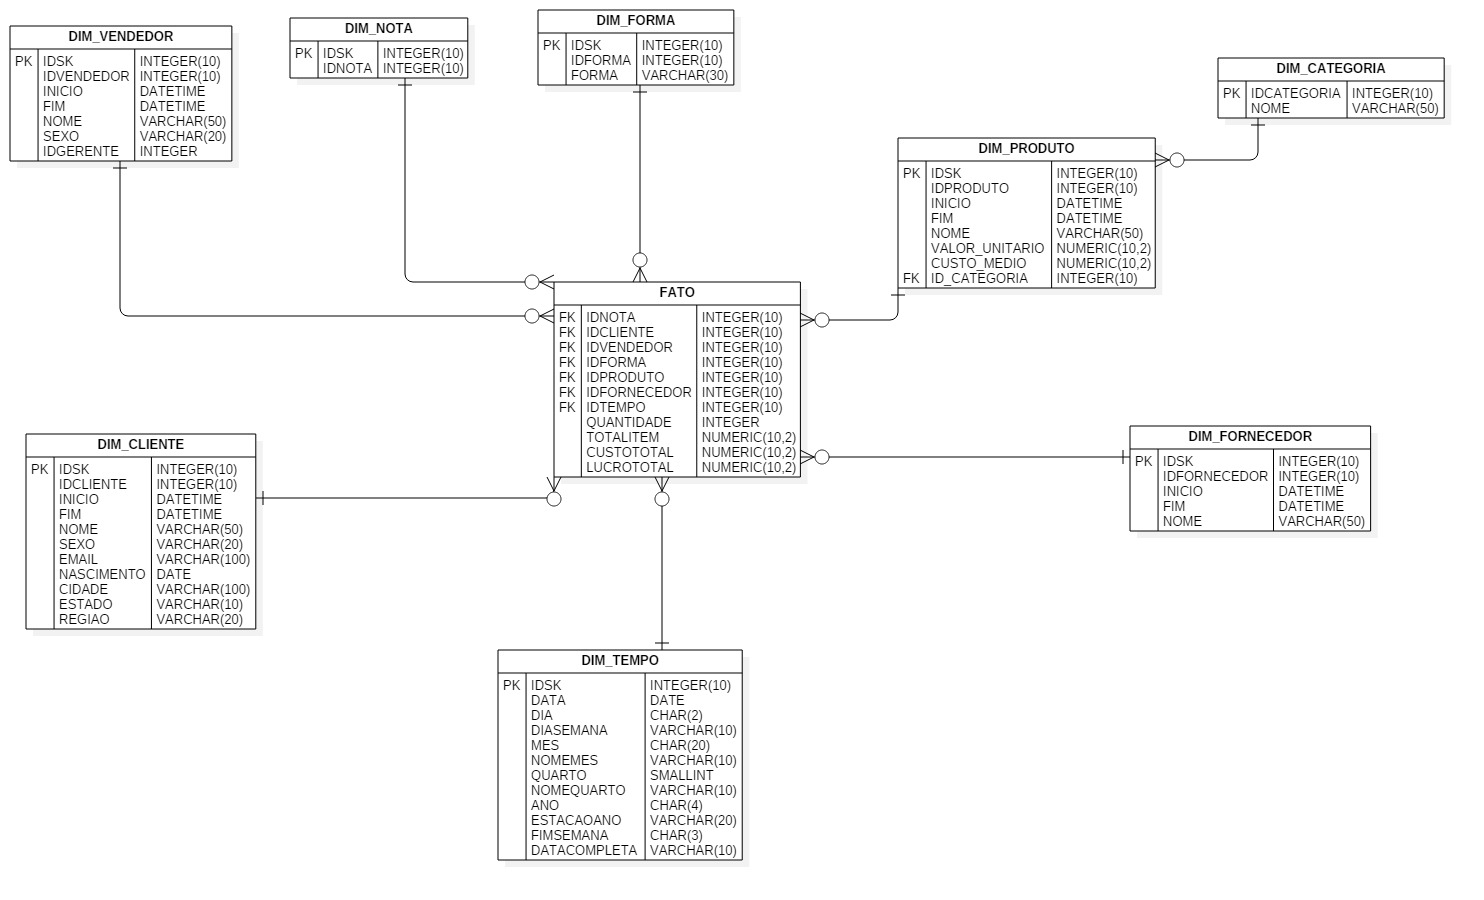 DIM_VENDEDOR
PK IDSK INTEGER(10)
IDVENDEDOR INTEGER(10)
INICIO DATETIME
FIM DATETIME
NOME VARCHAR(50)
SEXO VARCHAR(20)
IDGERENTE INTEGER
DIM_NOTA
PK IDSK INTEGER(10)
IDNOTA INTEGER(10)
DIM_FORMA
PK IDSK INTEGER(10)
IDFORMA INTEGER(10)
FORMA VARCHAR(30)
DIM_CATEGORIA
PK IDCATEGORIA INTEGER(10)
NOME VARCHAR(50)
DIM_PRODUTO
PK IDSK INTEGER(10)
IDPRODUTO INTEGER(10)
INICIO DATETIME
FIM DATETIME
NOME VARCHAR(50)
VALOR_UNITARIO NUMERIC(10,2)
CUSTO_MEDIO NUMERIC(10,2)
FK ID_CATEGORIA INTEGER(10)
FATO
FK IDNOTA INTEGER(10)
FK IDCLIENTE INTEGER(10)
FK IDVENDEDOR INTEGER(10)
FK IDFORMA INTEGER(10)
FK IDPRODUTO INTEGER(10)
FK IDFORNECEDOR INTEGER(10)
FK IDTEMPO INTEGER(10)
QUANTIDADE INTEGER
TOTALITEM NUMERIC(10,2)
CUSTOTOTAL NUMERIC(10,2)
LUCROTOTAL NUMERIC(10,2)
DIM_CLIENTE
PK IDSK INTEGER(10)
IDCLIENTE INTEGER(10)
INICIO DATETIME
FIM DATETIME
NOME VARCHAR(50)
SEXO VARCHAR(20)
EMAIL VARCHAR(100)
NASCIMENTO DATE
CIDADE VARCHAR(100)
ESTADO VARCHAR(10)
REGIAO VARCHAR(20)
DIM_FORNECEDOR
PK IDSK INTEGER(10)
IDFORNECEDOR INTEGER(10)
INICIO DATETIME
FIM DATETIME
NOME VARCHAR(50)
DIM_TEMPO
PK IDSK INTEGER(10)
DATA DATE
DIA CHAR(2)
DIASEMANA VARCHAR(10)
MES CHAR(20)
NOMEMES VARCHAR(10)
QUARTO SMALLINT
NOMEQUARTO VARCHAR(10)
ANO CHAR(4)
ESTACAOANO VARCHAR(20)
FIMSEMANA CHAR(3)
DATACOMPLETA VARCHAR(10)